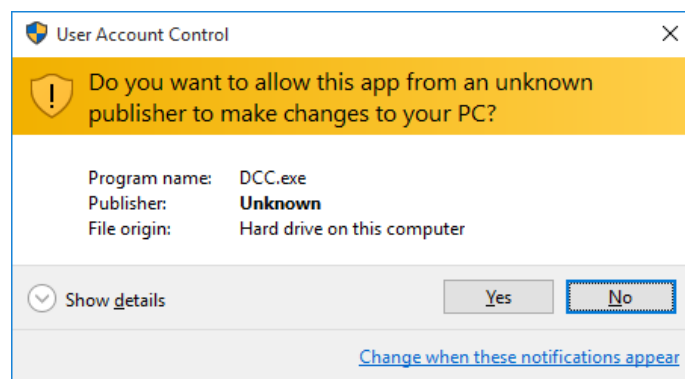 User Account Control
Do you want to allow this app from an unknown
publisher to make changes to your PC?
Program name: DCC.exe
Publisher: Unknown
File origin: Hard drive on this computer
Show details
Yes
No
Change when these notifications appear